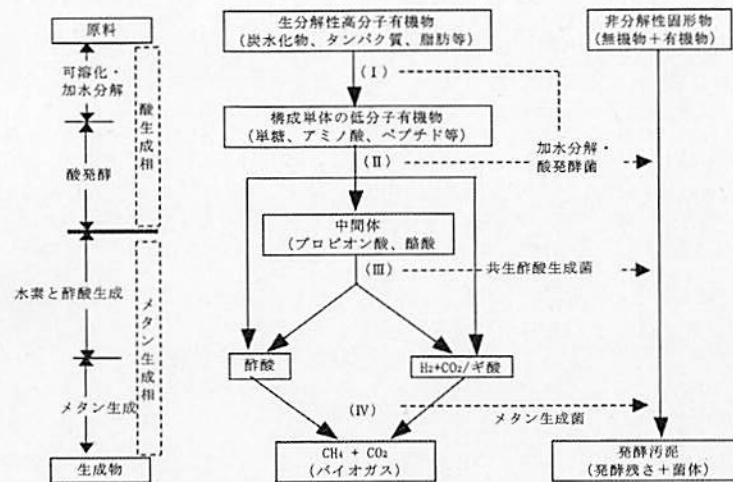 原料
可溶化・
加水分解
酸生成相
酸発酵
水素と酢酸生成
メタン生成相
メタン生成
生成物
生分解性高分子有機物
(炭水化物、タンパク質、脂肪等)
(Ⅰ)
構成単体の低分子有機物
(単糖、アミノ酸、ペプチド等)
(Ⅱ)
加水分解・
酸発酵菌
中間体
(プロピオン酸、酪酸
(Ⅲ)
共生酢酸生成菌
酢酸
H₂+CO₂/ギ酸
(Ⅳ)
メタン生成菌
CH₄ + CO₂
(バイオガス)
非分解性固形物
(無機物+有機物)
発酵汚泥
(発酵残さ+菌体)